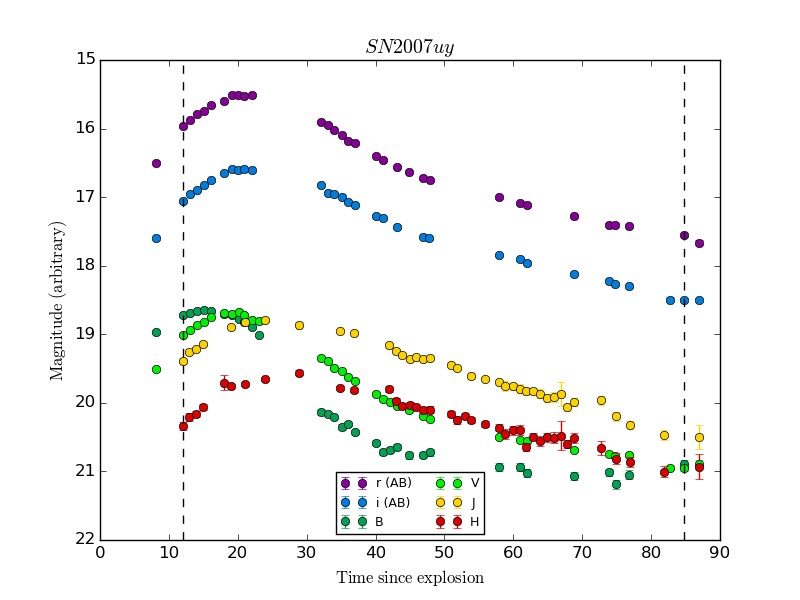 SN2007uy
15
16
17
18
19
20
21
22
Magnitude (arbitrary)
r (AB)
i (AB)
B
V
J
H
0 10 20 30 40 50 60 70 80 90
Time since explosion